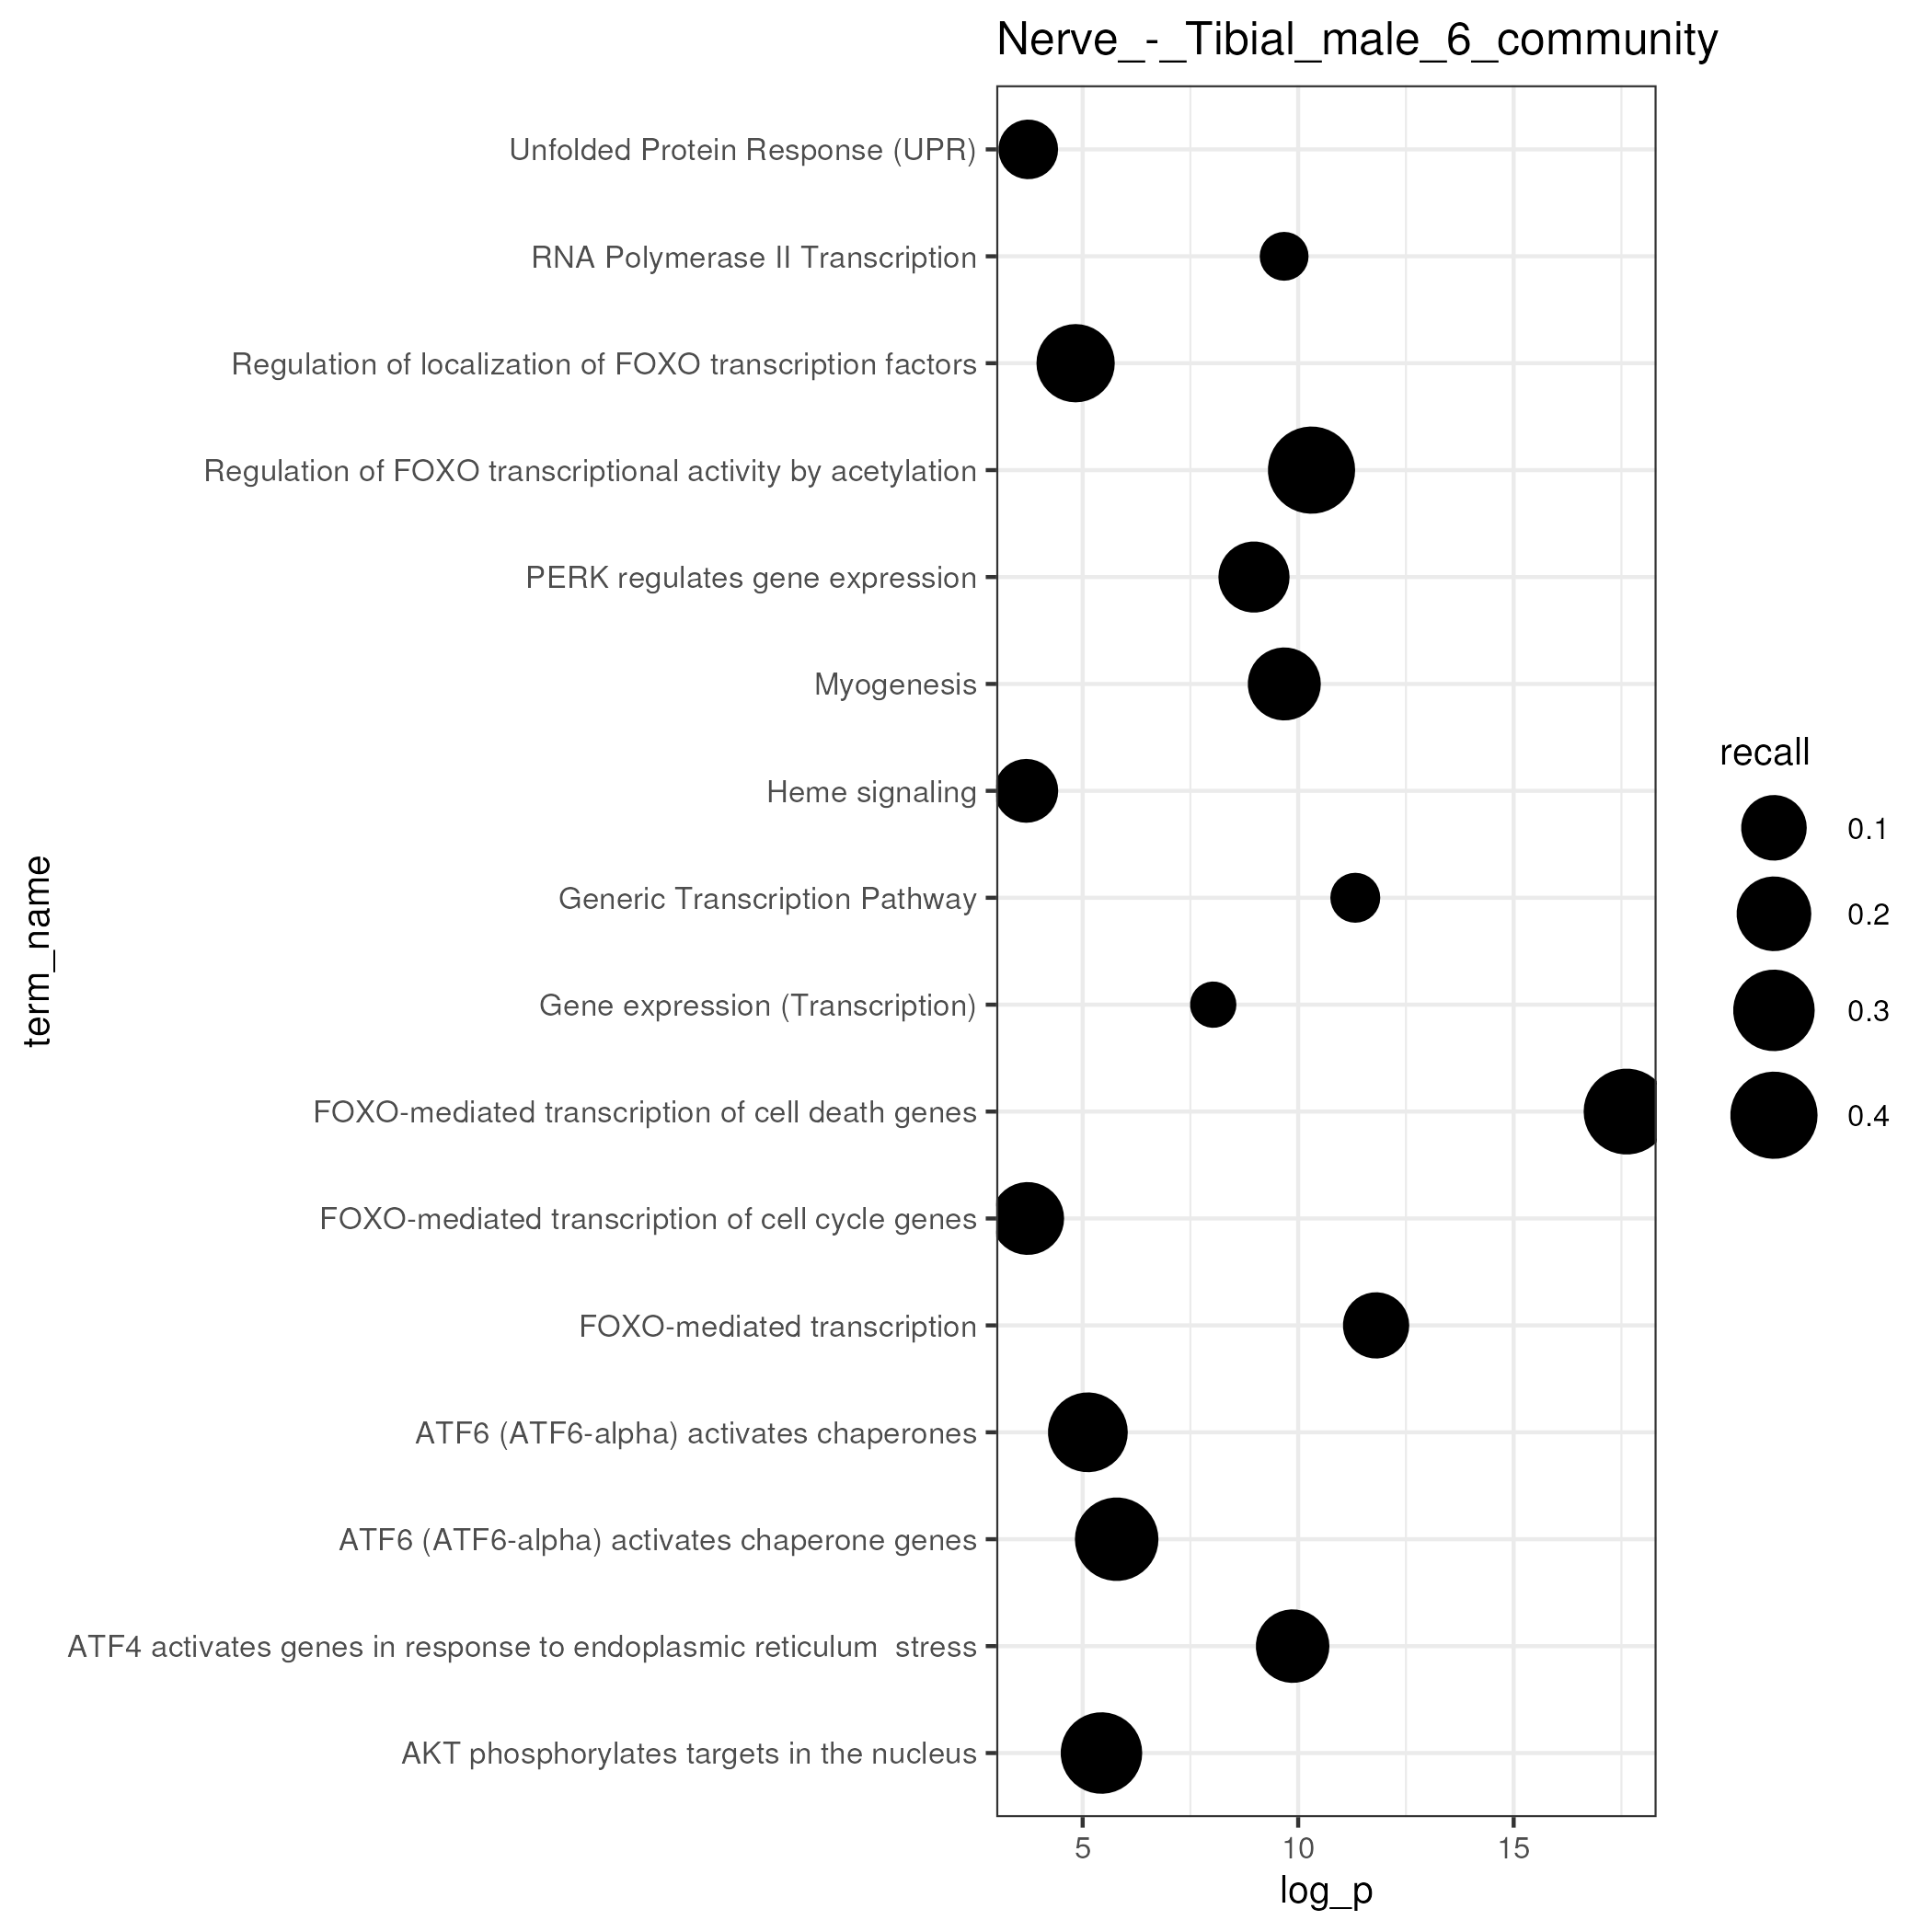 Nerve_-_Tibial_male_6_community
Unfolded Protein Response (UPR)
RNA Polymerase II Transcription
Regulation of localization of FOXO transcription factors
Regulation of FOXO transcriptional activity by acetylation
PERK regulates gene expression
Myogenesis
Heme signaling
Generic Transcription Pathway
Gene expression (Transcription)
FOXO-mediated transcription of cell death genes
FOXO-mediated transcription of cell cycle genes
FOXO-mediated transcription
ATF6 (ATF6-alpha) activates chaperones
ATF6 (ATF6-alpha) activates chaperone genes
ATF4 activates genes in response to endoplasmic reticulum  stress
AKT phosphorylates targets in the nucleus
term_name
5 10 15
log_p
recall
0.1
0.2
0.3
0.4